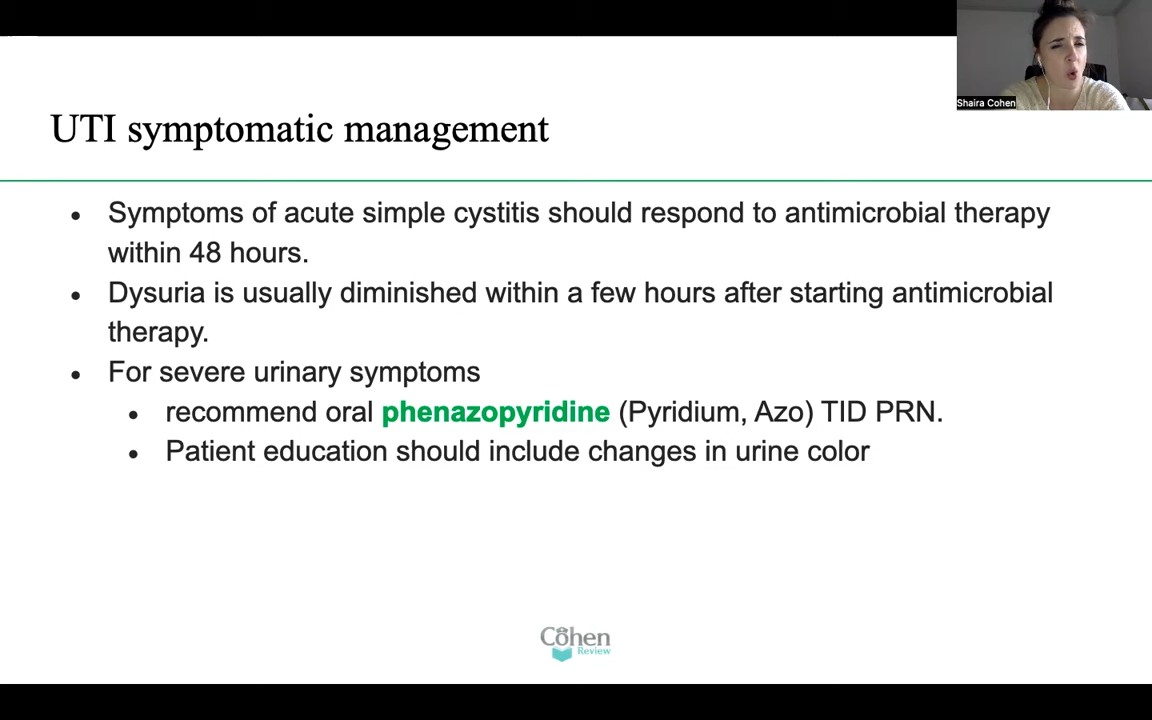 Shaira Cohen
UTI symptomatic management
• Symptoms of acute simple cystitis should respond to antimicrobial therapy
within 48 hours.
• Dysuria is usually diminished within a few hours after starting antimicrobial
therapy.
• For severe urinary symptoms
• recommend oral phenazopyridine (Pyridium, Azo) TID PRN.
• Patient education should include changes in urine color
Cohen
Review